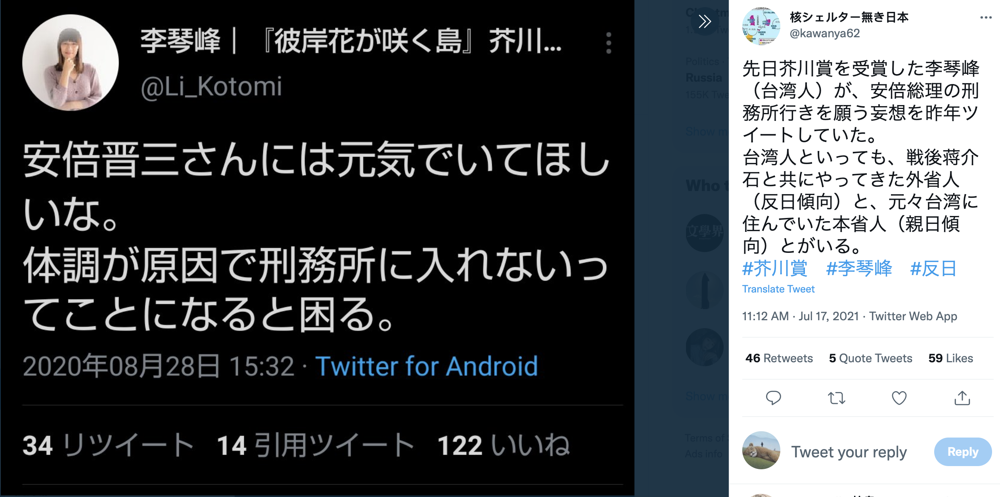 李琴峰│『彼岸花が咲く島』芥川...
@Li_Kotomi
安倍晋三さんには元気でいてほし
いな。
体調が原因で刑務所に入れないっ
てことになると困る。
2020年08月28日 15:32 · Twitter for Android
34 リツイート 14 引用ツイート 122 いいね
Politics ·
Russia
155K Twe
Show m
Who t
文學界
Show m
Terms of S
Ads info
核シェルター無き日本
@kawanya62
先日芥川賞を受賞した李琴峰
（台湾人）が、安倍総理の刑
務所行きを願う妄想を昨年ツ
イートしていた。
台湾人といっても、戦後蒋介
石と共にやってきた外省人
（反日傾向）と、元々台湾に
住んでいた本省人（親日傾
向）とがいる。
#芥川賞 #李琴峰 #反日
Translate Tweet
11:12 AM · Jul 17, 2021 · Twitter Web App
46 Retweets 5 Quote Tweets 59 Likes
Tweet your reply
Reply